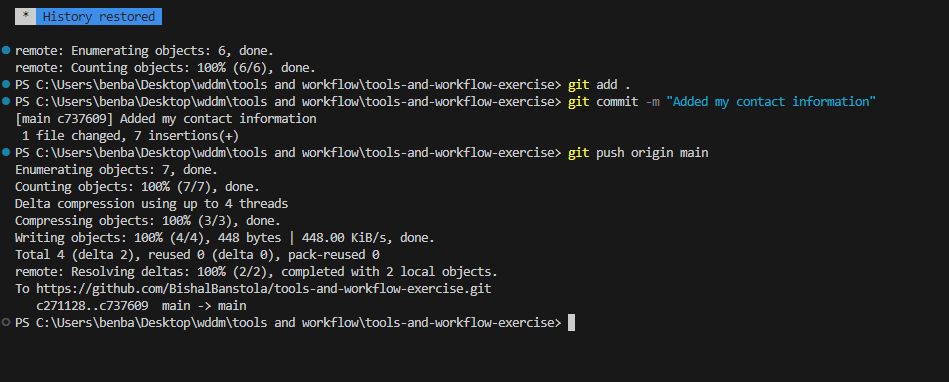 * History restored
remote: Enumerating objects: 6, done.
remote: Counting objects: 100% (6/6), done.
PS C:\Users\benba\Desktop\wddm\tools and workflow\tools-and-workflow-exercise> git add .
PS C:\Users\benba\Desktop\wddm\tools and workflow\tools-and-workflow-exercise> git commit -m "Added my contact information"
[main c737609] Added my contact information
 1 file changed, 7 insertions(+)
PS C:\Users\benba\Desktop\wddm\tools and workflow\tools-and-workflow-exercise> git push origin main
Enumerating objects: 7, done.
Counting objects: 100% (7/7), done.
Delta compression using up to 4 threads
Compressing objects: 100% (3/3), done.
Writing objects: 100% (4/4), 448 bytes | 448.00 KiB/s, done.
Total 4 (delta 2), reused 0 (delta 0), pack-reused 0
remote: Resolving deltas: 100% (2/2), completed with 2 local objects.
To https://github.com/BishalBanstola/tools-and-workflow-exercise.git
   c271128..c737609  main -> main
PS C:\Users\benba\Desktop\wddm\tools and workflow\tools-and-workflow-exercise>